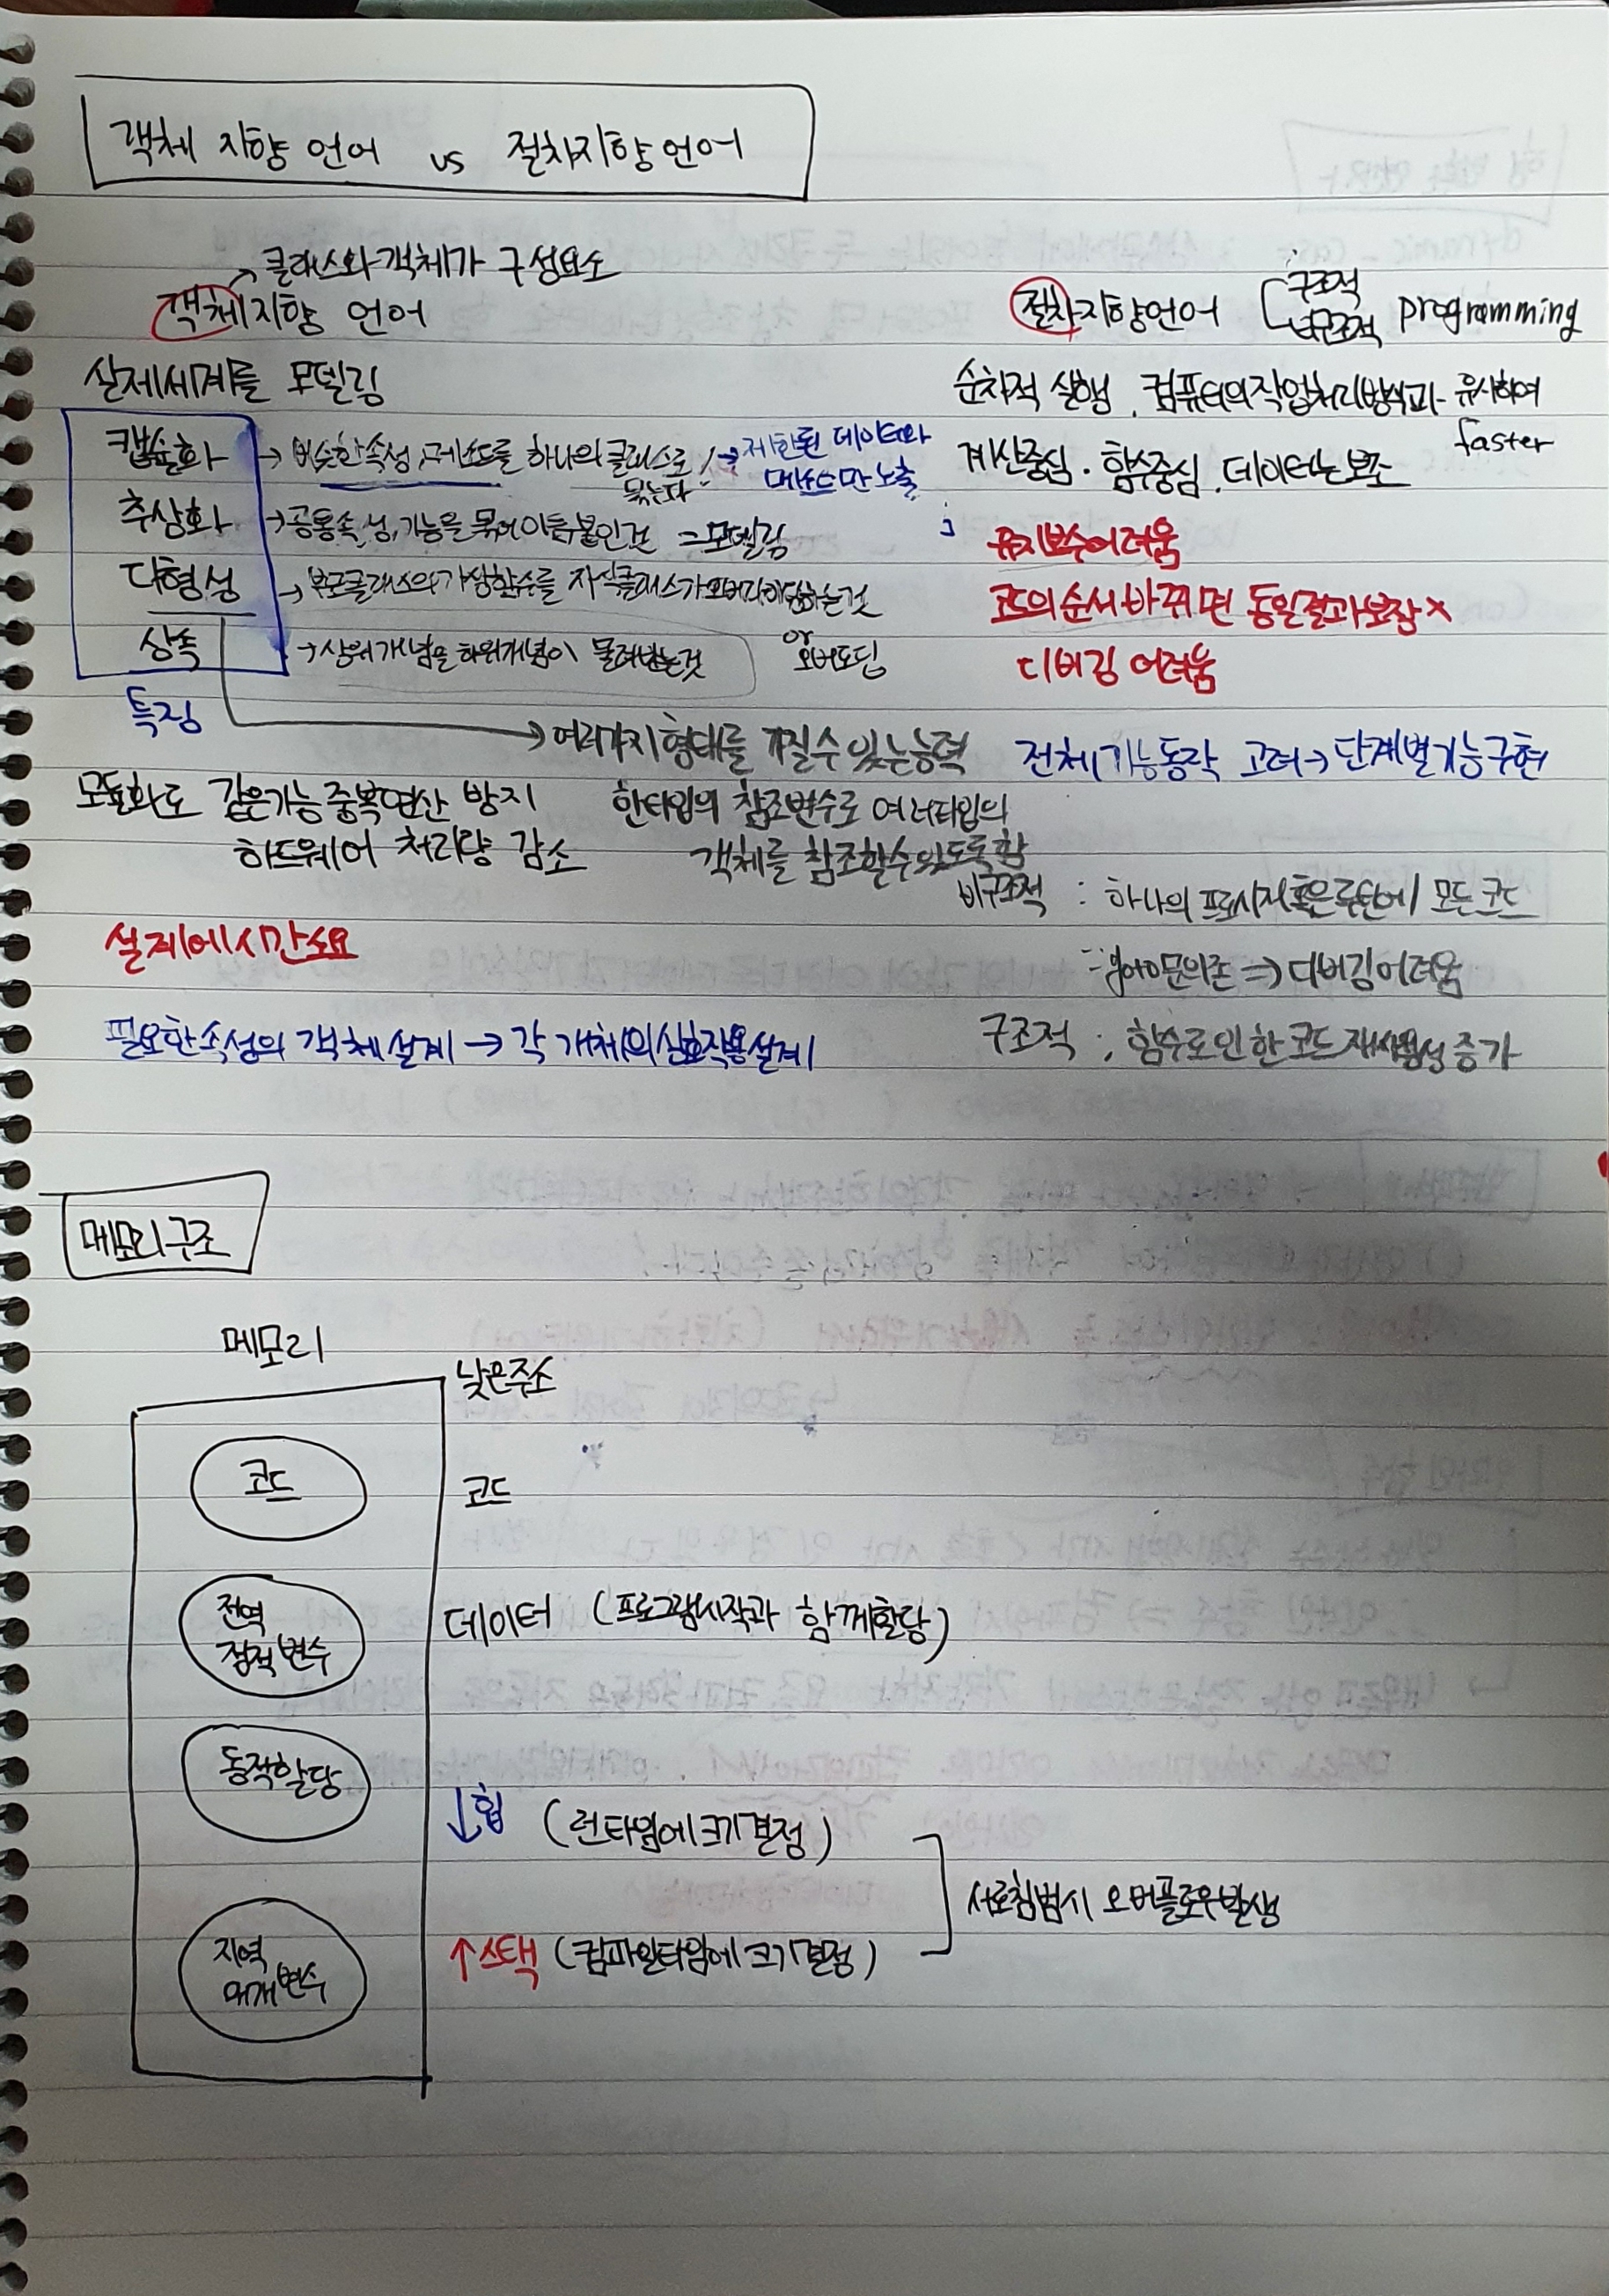 객체 지향 언어 vs 절차지향언어
클래스와 객체가 구성요소
객체지향 언어
실제세계를 모델링
캡슐화 → 비슷한속성, 메소드를 하나의 클래스로 묶는다 → 제한된 데이터와 메소드만 노출
추상화 → 공통속성, 기능을 묶어 이름붙인것 = 모델링
다형성 → 부모클래스의 가상함수를 자식클래스가 오버라이딩하는것
or 오버로딩
상속 → 상위개념을 하위개념이 물려받는것
특징
→ 여러가지 형태를 가질수 있는능력
한타입의 참조변수로 여러타입의
객체를 참조할수있도록함
모듈화로 같은기능 중복연산 방지
하드웨어 처리량 감소
설계에시간소요
필요한속성의 객체설계 → 각 개체의상호작용설계
절차지향언어 구조적 비구조적 programming
순차적 실행, 컴퓨터의작업처리방식과 유사하여
faster
계산중심, 함수중심, 데이터는보조
유지보수어려움
코드의순서바뀌면 동일결과보장×
디버깅 어려움
전체기능동작 고려→단계별기능구현
비구조적 : 하나의 프로시저혹은루틴에 모든 코드
goto문의존 => 디버깅어려움
구조적 : 함수로인한코드재사용성증가
메모리구조
메모리
낮은주소
코드 코드
전역
정적변수
데이터 (프로그램시작과 함께할당)
동적할당
↓힙 (런타임에크기결정)
서로침범시 오버플로우발생
지역
매개변수
↑스택 (컴파일타임에크기결정)